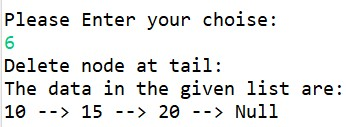 Please Enter your choise:
6
Delete node at tail:
The data in the given list are:
10 --> 15 --> 20 --> Null